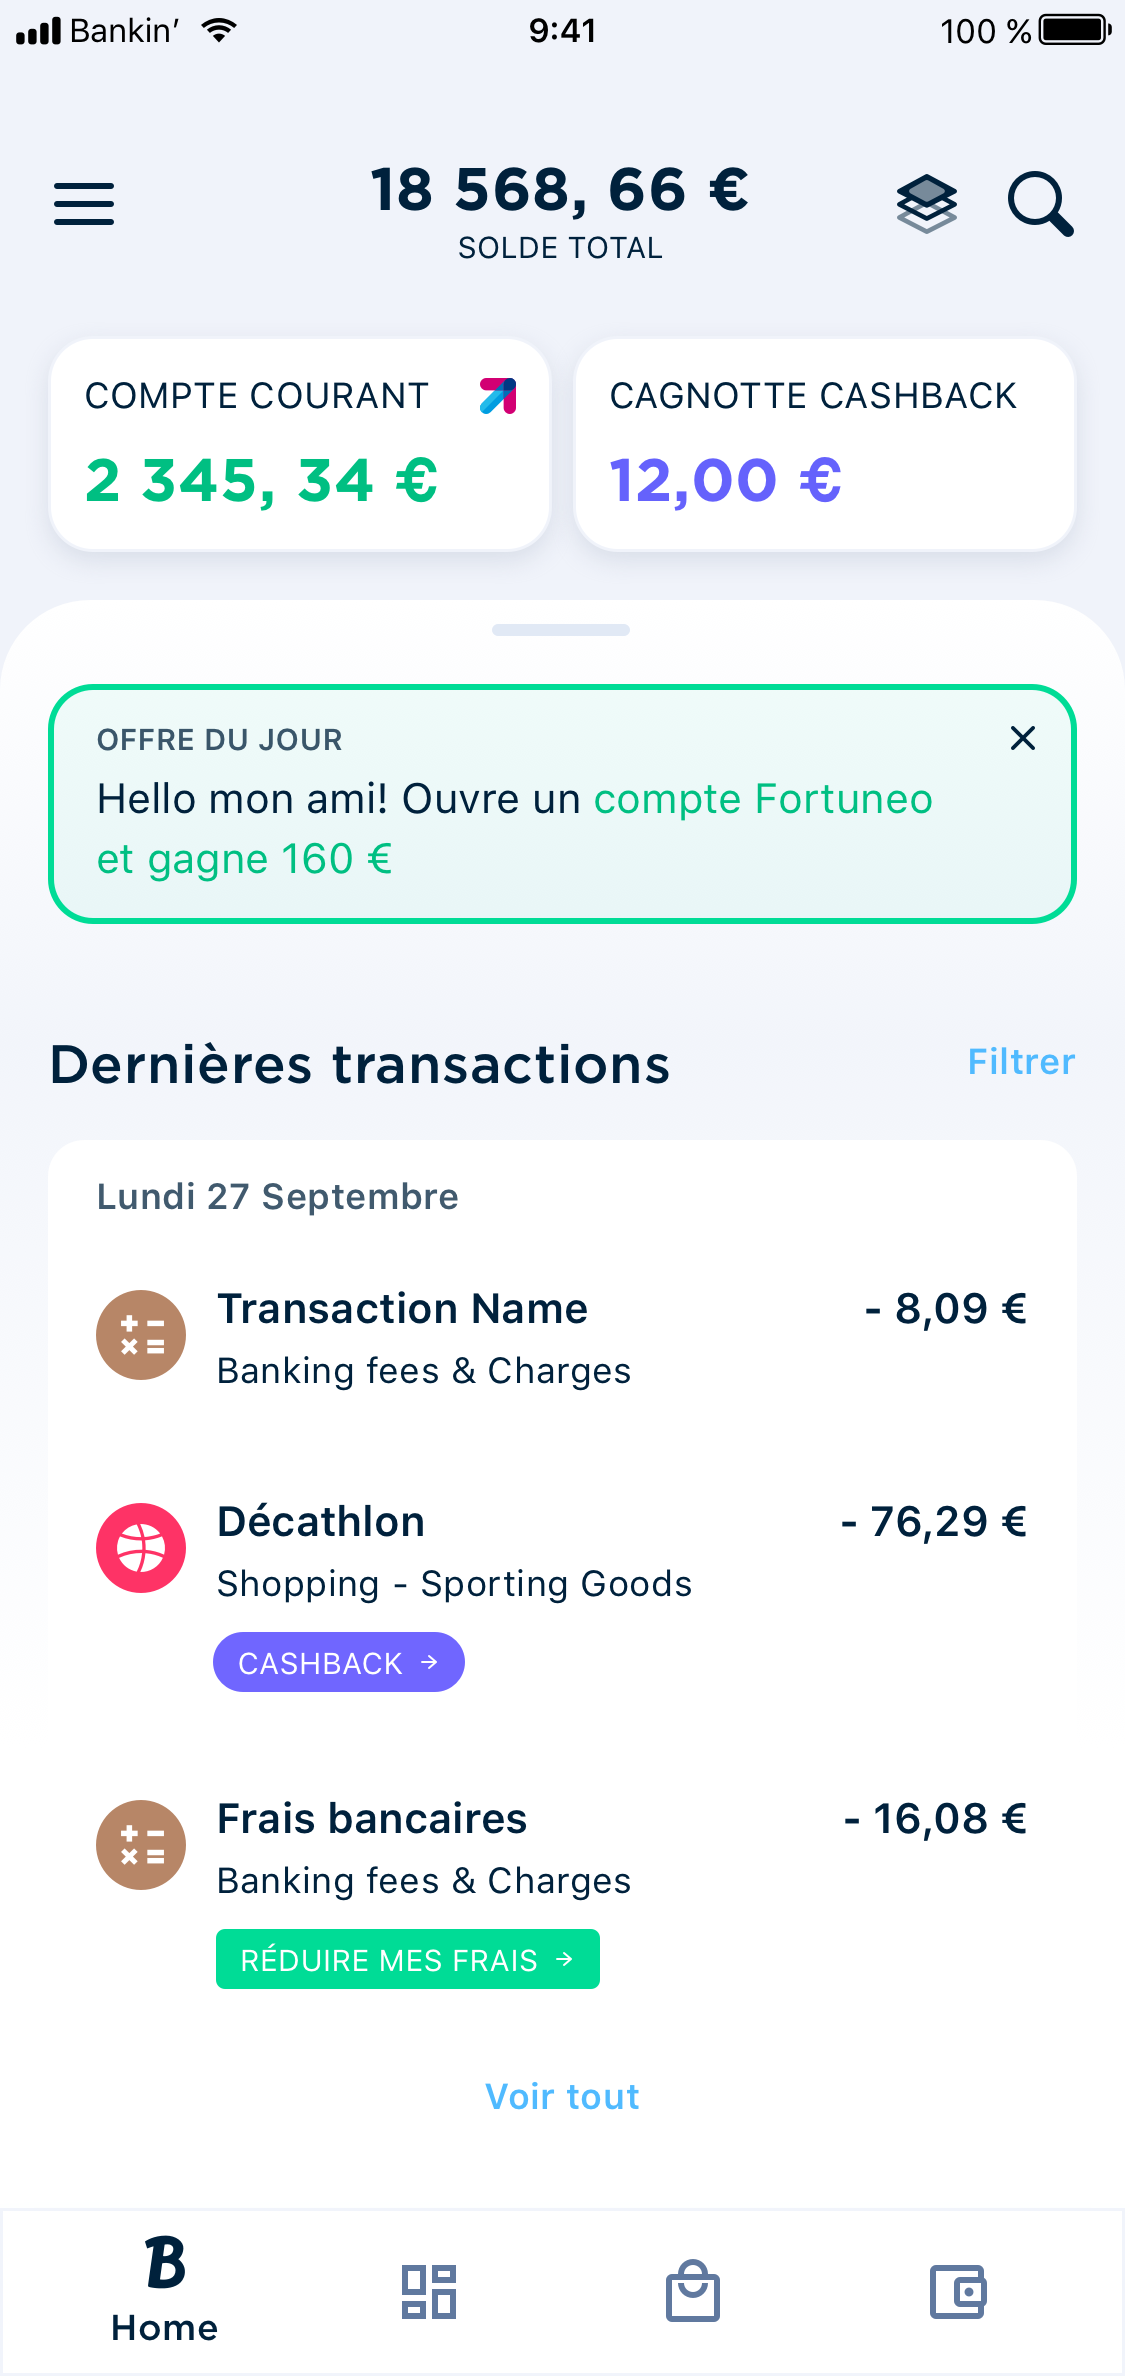 Bankin’
9:41
100 %
18 568, 66 €
SOLDE TOTAL
COMPTE COURANT
2 345, 34 €
CAGNOTTE CASHBACK
12,00 €
OFFRE DU JOUR
Hello mon ami! Ouvre un compte Fortuneo
et gagne 160 €
Dernières transactions
Filtrer
Lundi 27 Septembre
Transaction Name
- 8,09 €
Banking fees & Charges
Décathlon
- 76,29 €
Shopping - Sporting Goods
CASHBACK →
Frais bancaires
- 16,08 €
Banking fees & Charges
RÉDUIRE MES FRAIS →
Voir tout
B
Home